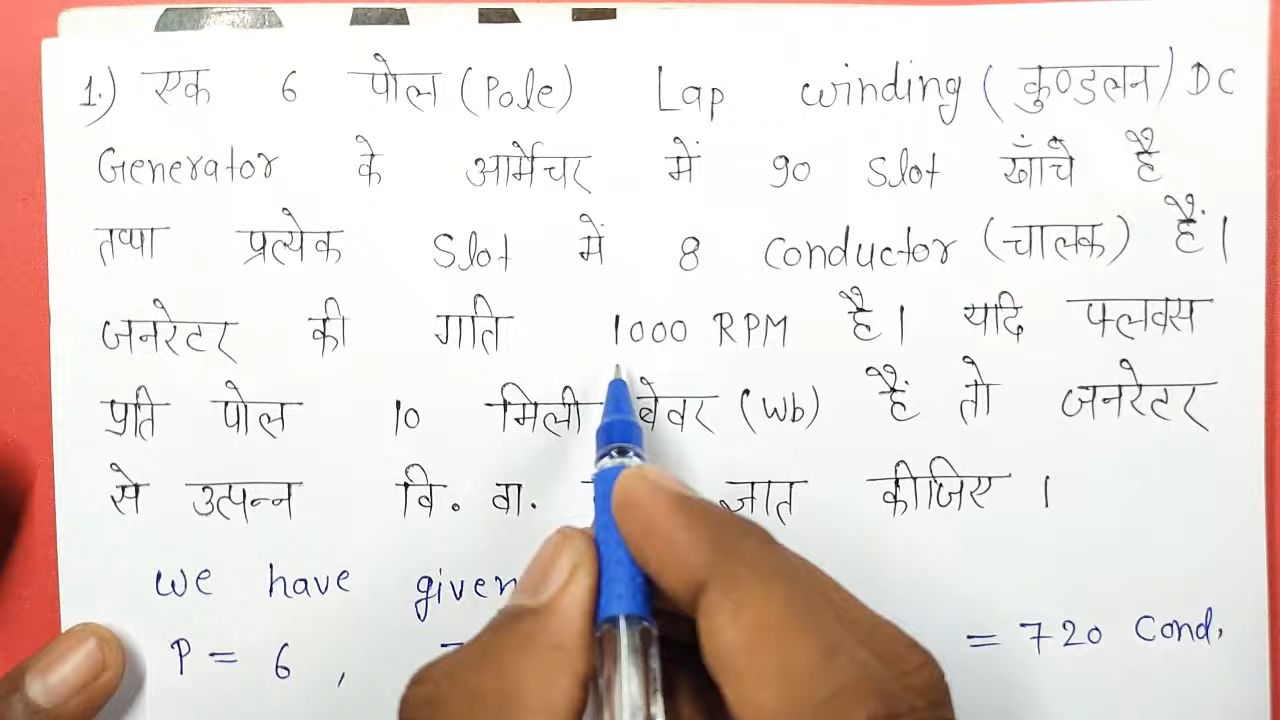 1.) एक 6 पोल (Pole) Lap winding (कुण्डलन) DC
Generator के आर्मेचर में 90 Slot खाँचे है
तथा प्रत्येक Slot में 8 Conductor (चालक) हैं।
जनरेटर की गति 1000 RPM है। यदि फ्लक्स
प्रति पोल 10 मिली वेबर (Wb) हैं तो जनरेटर
से उत्पन्न वि. वा. ज्ञात कीजिए ।
we have given
P = 6 , = 720 Cond.